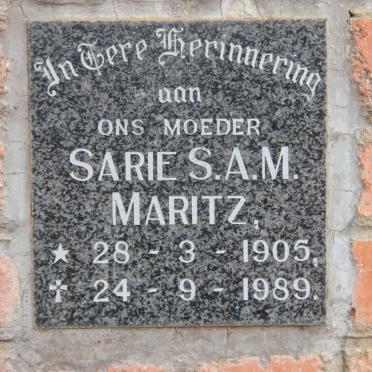 In Tere Herinnering
aan
ONS MOEDER
SARIE S.A.M.
MARITZ,
★ 28 - 3 - 1905.
✝ 24 - 9 - 1989.